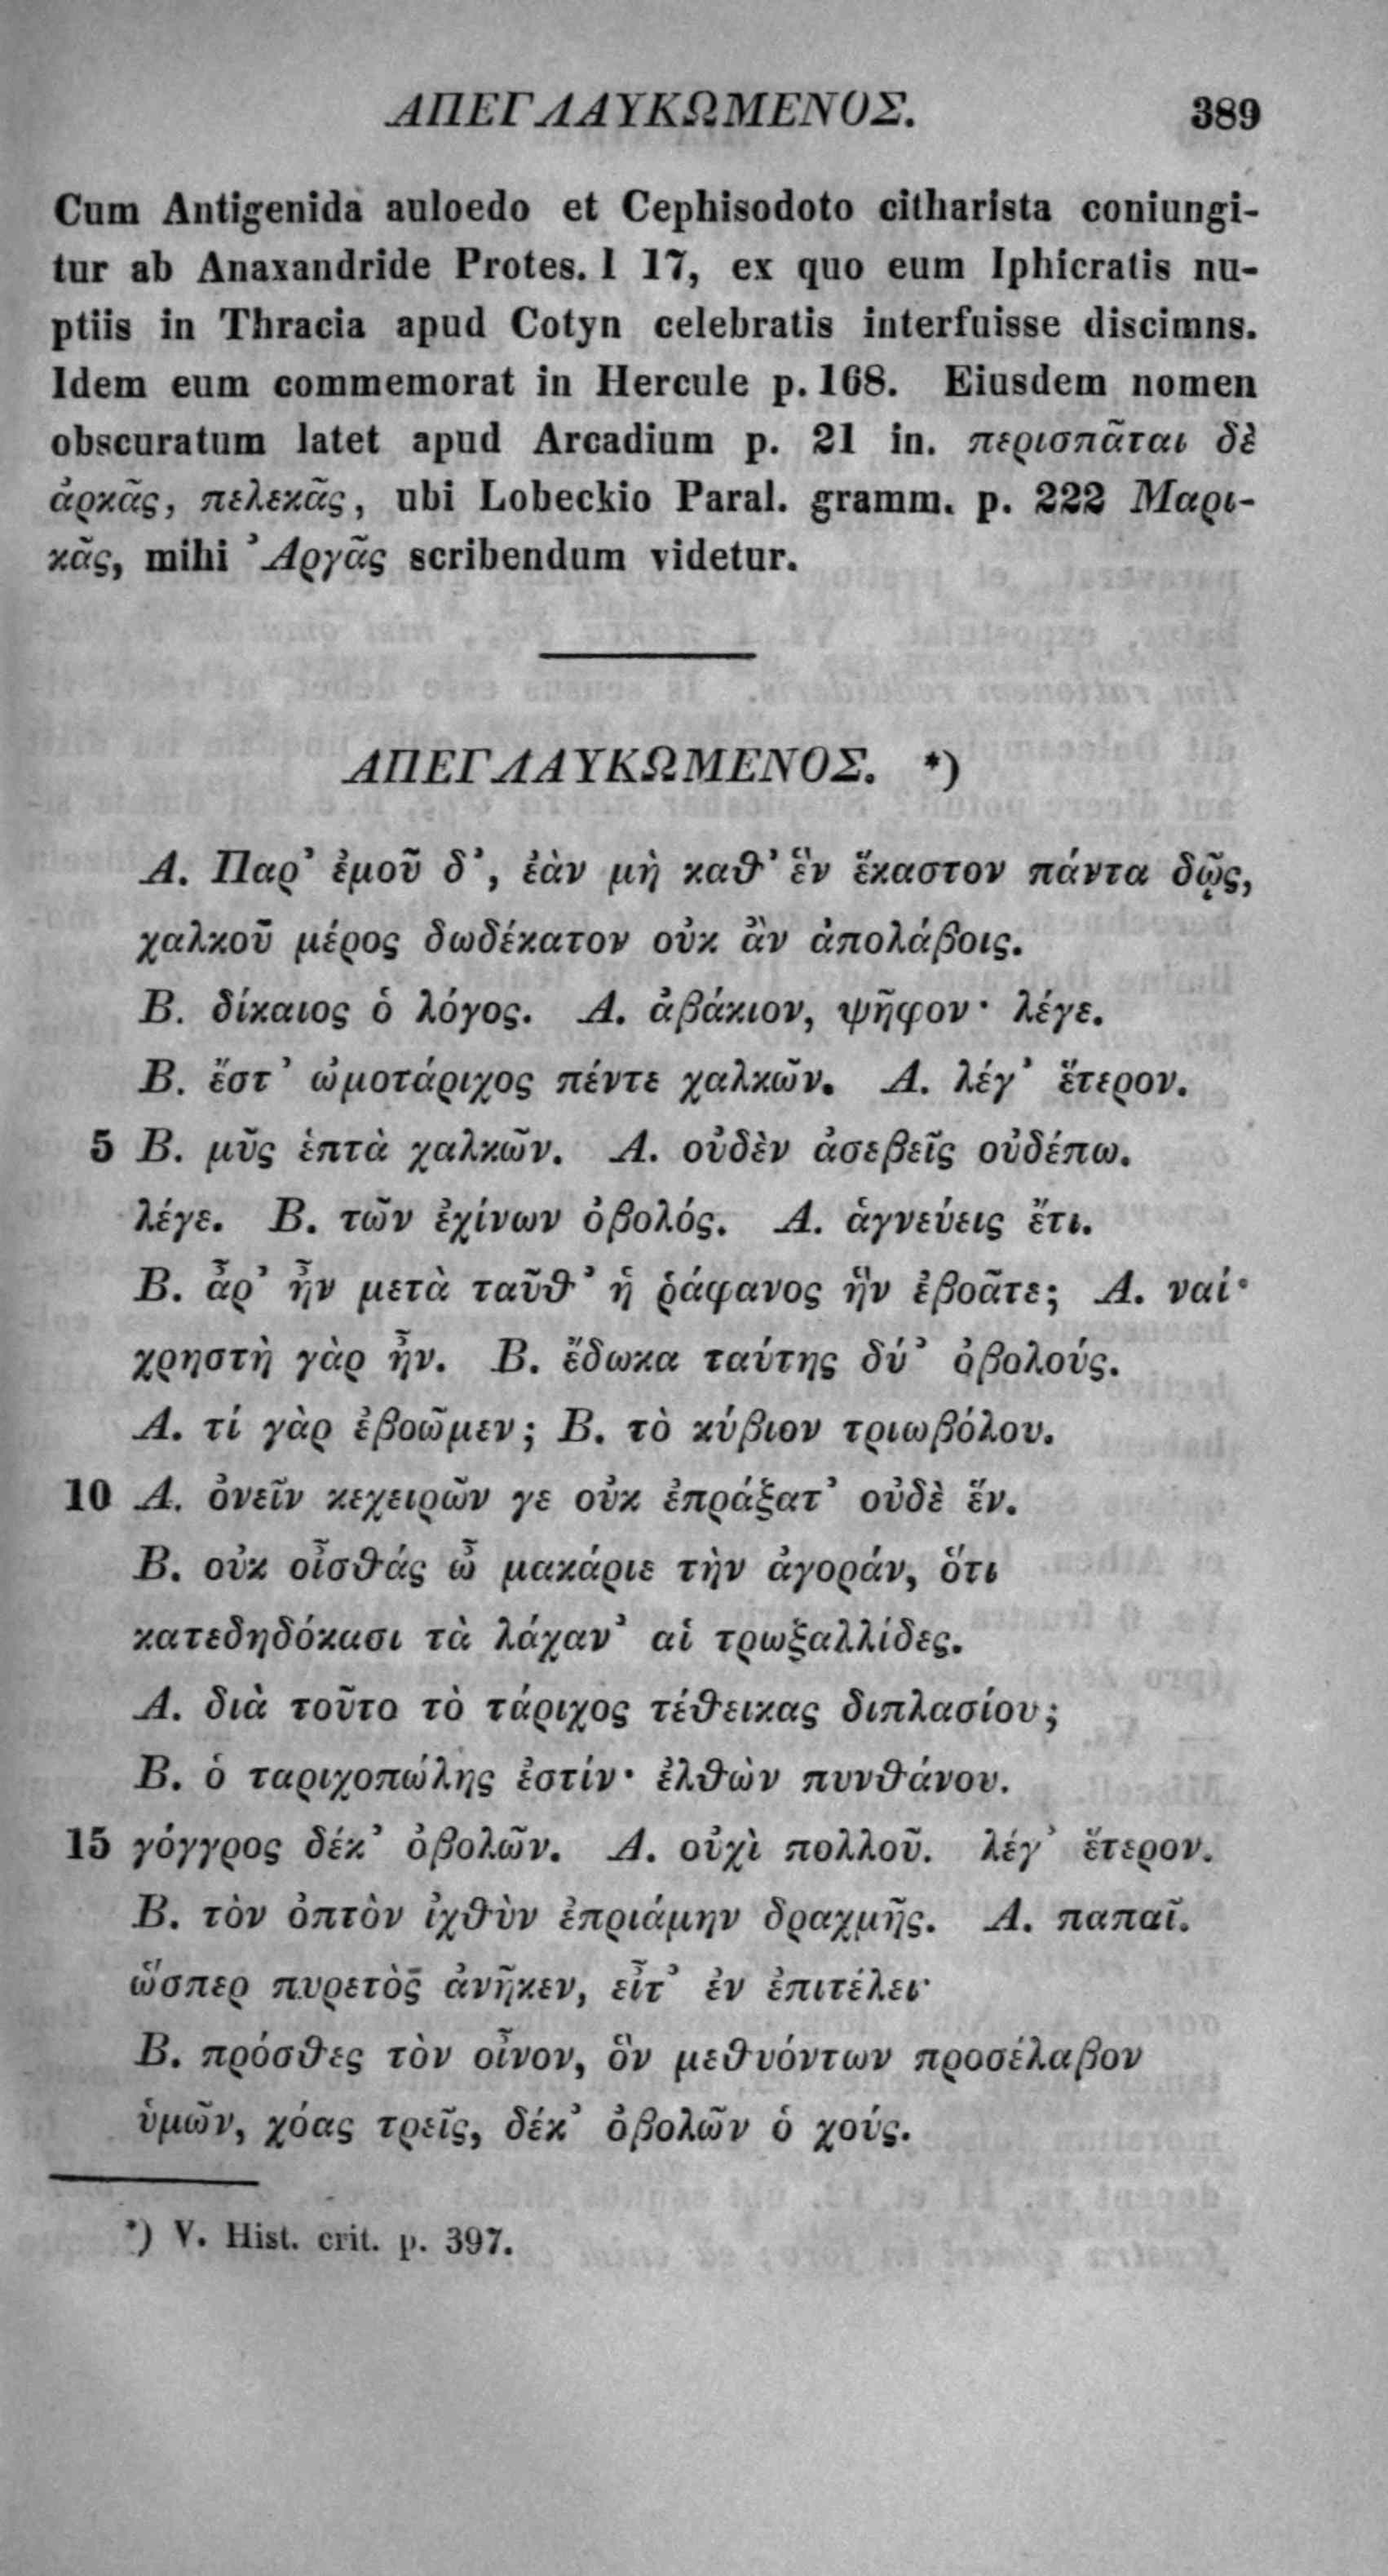 ΑΠΕΓΛΑΥΚΩΜΕΝΟΣ. 389
Cum Antigenida auloedo et Cephisodoto citharista coniungi-
tur ab Anaxandride Protes. I 17, ex quo eum Iphicratis nu-
ptiis in Thracia apud Cotyn celebratis interfuisse discimns.
Idem eum commemorat in Hercule p. 168. Eiusdem nomen
obscuratum latet apud Arcadium p. 21 in. περισπᾶται δὲ
ἀρκᾶς, πελεκᾶς, ubi Lobeckio Paral. gramm. p. 222 Μαρι-
κᾶς, mihi Ἀργᾶς scribendum videtur.
ΑΠΕΓΛΑΥΚΩΜΕΝΟΣ. *)
Α. Παρ᾿ ἐμοῦ δ᾿, ἐὰν μὴ καθ᾿ ἓν ἕκαστον πάντα δῷς,
χαλκοῦ μέρος δωδέκατον οὐκ ἂν ἀπολάβοις.
Β. δίκαιος ὁ λόγος. Α. ἀβάκιον, ψῆφον· λέγε.
Β. ἔστ᾿ ὠμοτάριχος πέντε χαλκῶν. Α. λέγ᾿ ἕτερον.
5 Β. μῦς ἑπτὰ χαλκῶν. Α. οὐδὲν ἀσεβεῖς οὐδέπω.
λέγε. Β. τῶν ἐχίνων ὀβολός. Α. ἁγνεύεις ἔτι.
Β. ἆρ᾿ ἦν μετὰ ταῦθ᾿ ἡ ῥάφανος ἣν ἐβοᾶτε; Α. ναί·
χρηστὴ γὰρ ἦν. Β. ἔδωκα ταύτης δύ᾿ ὀβολούς.
Α. τί γὰρ ἐβοῶμεν; Β. τὸ κύβιον τριωβόλου.
10 Α. ὀνεῖν κεχειρῶν γε οὐκ ἐπράξατ᾿ οὐδὲ ἕν.
Β. οὐκ οἶσθάς ὦ μακάριε τὴν ἀγοράν, ὅτι
κατεδηδόκασι τὰ λάχαν᾿ αἱ τρωξαλλίδες.
Α. διὰ τοῦτο τὸ τάριχος τέθεικας διπλασίου;
Β. ὁ ταριχοπώλης ἐστίν· ἐλθὼν πυνθάνου.
15 γόγγρος δέκ᾿ ὀβολῶν. Α. οὐχὶ πολλοῦ. λέγ᾿ ἕτερον.
Β. τὸν ὀπτὸν ἰχθὺν ἐπριάμην δραχμῆς. Α. παπαῖ.
ὥσπερ πυρετὸς ἀνῆκεν, εἶτ᾿ ἐν ἐπιτέλει·
Β. πρόσθες τὸν οἶνον, ὃν μεθυόντων προσέλαβον
ὑμῶν, χόας τρεῖς, δέκ᾿ ὀβολῶν ὁ χούς.
*) V. Hist. crit. p. 397.